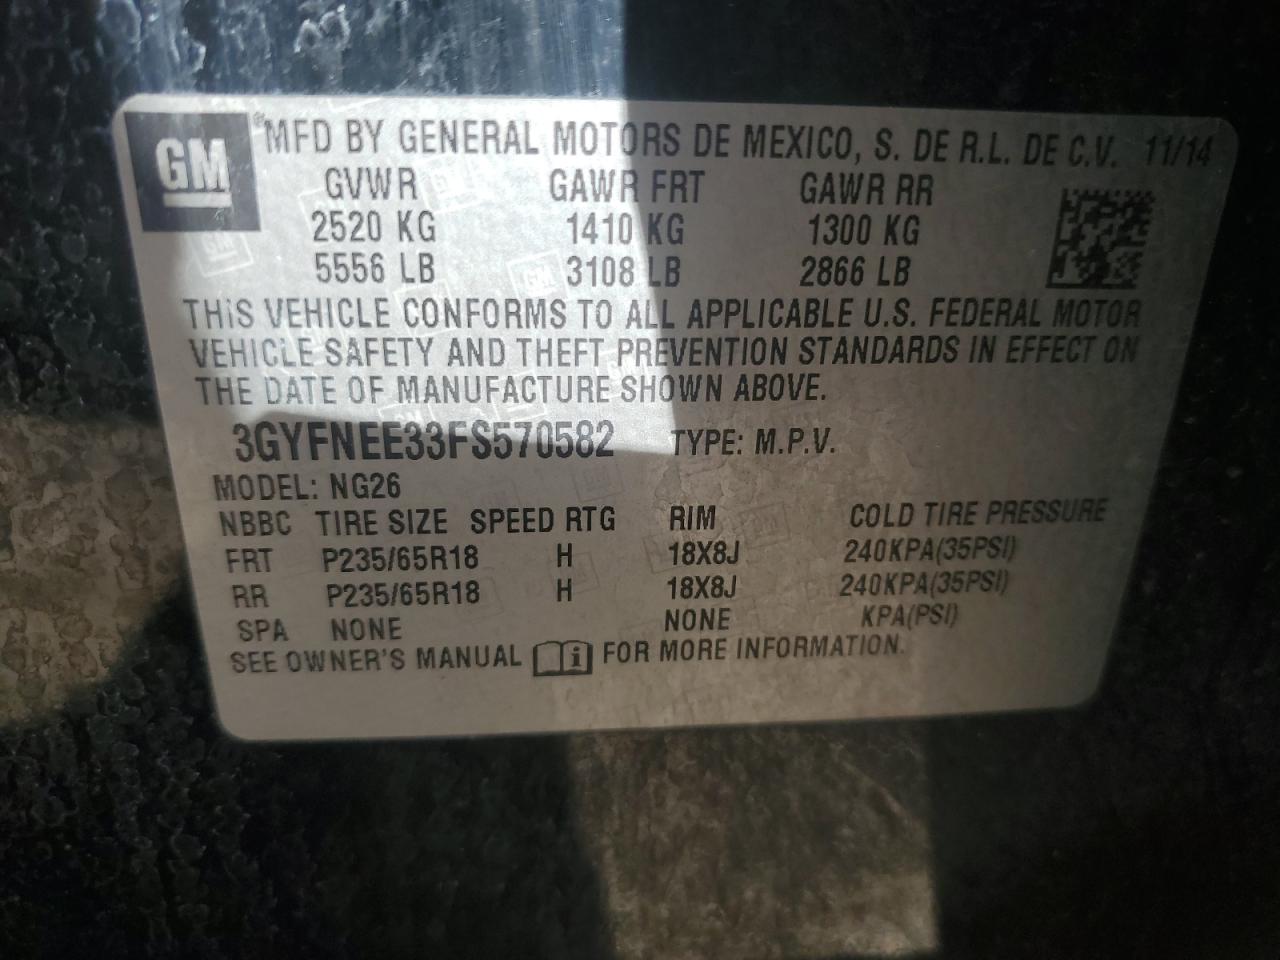 GM
® MFD BY GENERAL MOTORS DE MEXICO, S. DE R.L. DE C.V. 11/14
GVWR GAWR FRT GAWR RR
2520 KG 1410 KG 1300 KG
5556 LB 3108 LB 2866 LB
THiS VEHICLE CONFORMS TO ALL APPLICABLE U.S. FEDERAL MOTOR
VEHICLE SAFETY AND THEFT PREVENTION STANDARDS IN EFFECT ON
THE DATE OF MANUFACTURE SHOWN ABOVE.
3GYFNEE33FS570582 TYPE: M.P.V.
MODEL: NG26
NBBC TIRE SIZE SPEED RTG RIM COLD TIRE PRESSURE
FRT P235/65R18 H 18X8J 240KPA(35PSI)
RR P235/65R18 H 18X8J 240KPA(35PSI)
SPA NONE NONE KPA(PSI)
SEE OWNER'S MANUAL i FOR MORE INFORMATION.